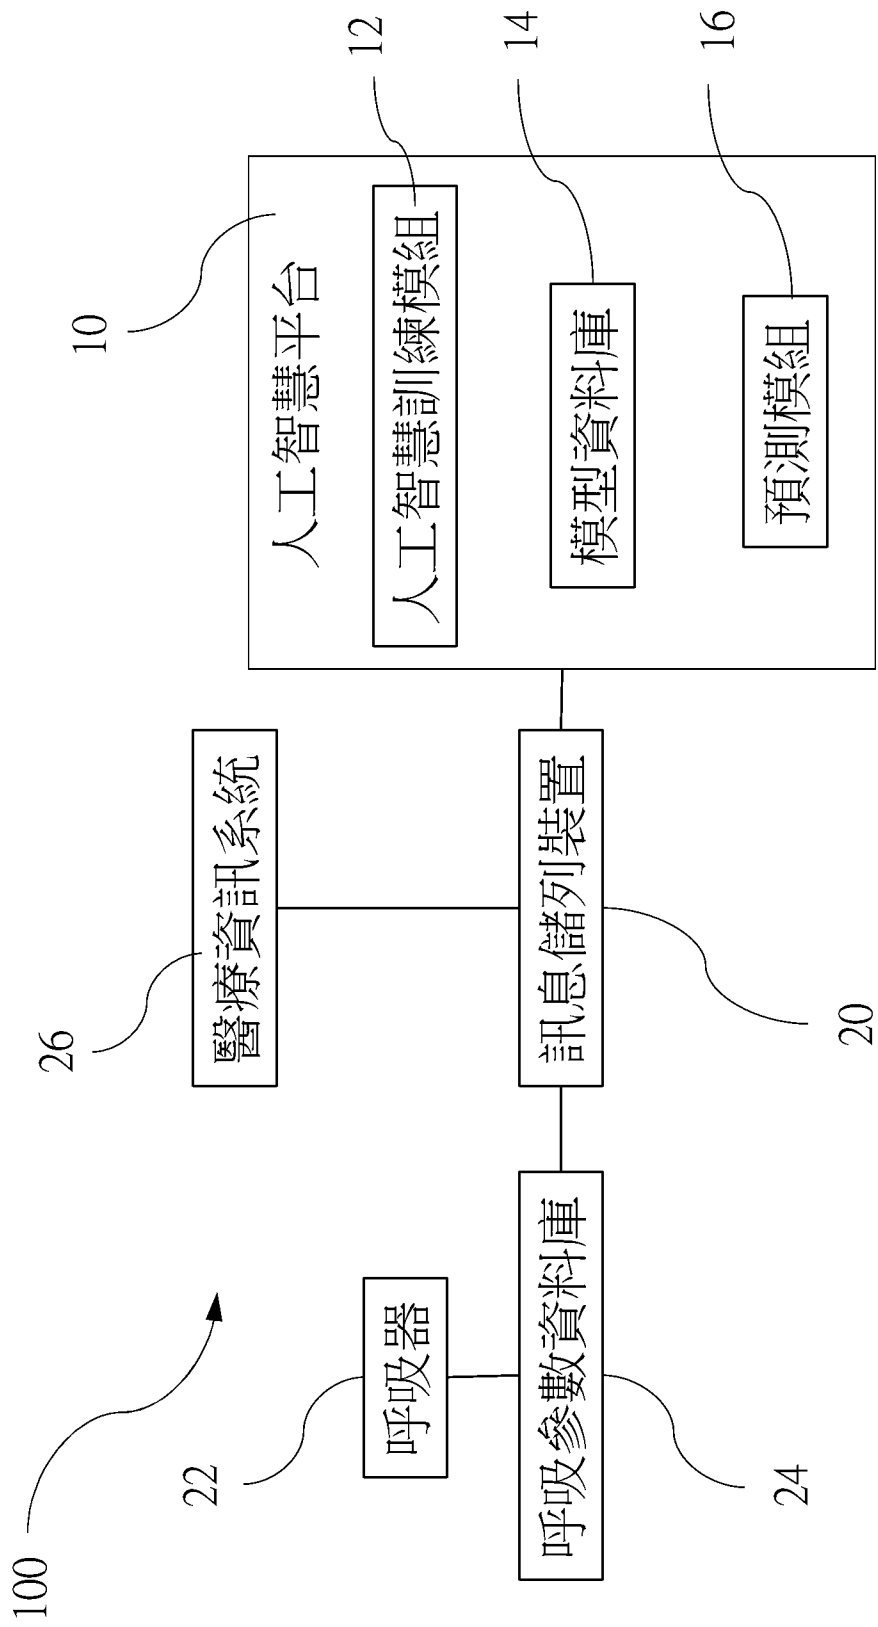 100
22
呼吸器
24
呼吸參數資料庫
26
醫療資訊系統
20
訊息儲列裝置
10
人工智慧平台
12
人工智慧訓練模組
14
模型資料庫
16
預測模組